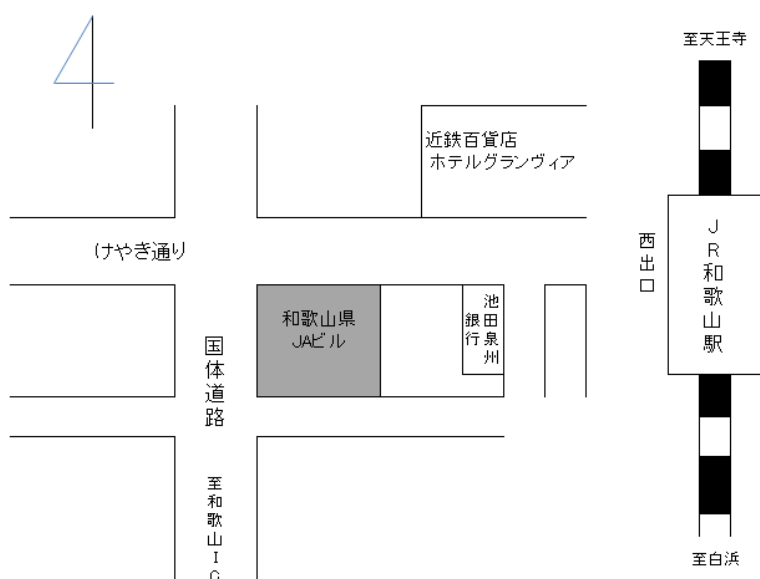 至天王寺
近鉄百貨店
ホテルグランヴィア
西出口
JR和歌山駅
けやき通り
和歌山県
JAビル
池田泉州
銀行
国体道路
至和歌山IC
至白浜